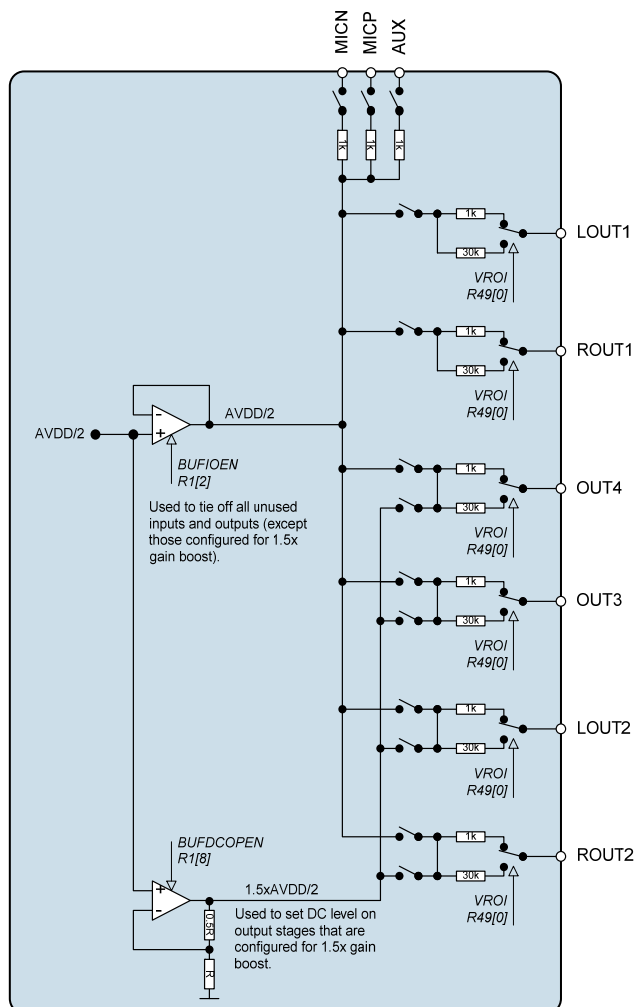 MICN
MICP
AUX
1k
1k
1k
1k
30k
VROI
R49[0]
LOUT1
1k
30k
VROI
R49[0]
ROUT1
AVDD/2
-
+
AVDD/2
BUFIOEN
R1[2]
Used to tie off all unused
inputs and outputs (except
those configured for 1.5x
gain boost).
1k
30k
VROI
R49[0]
OUT4
1k
30k
VROI
R49[0]
OUT3
1k
30k
VROI
R49[0]
LOUT2
BUFDCOPEN
R1[8]
+
-
1.5xAVDD/2
0.5R
R
Used to set DC level on
output stages that are
configured for 1.5x gain
boost.
1k
30k
VROI
R49[0]
ROUT2